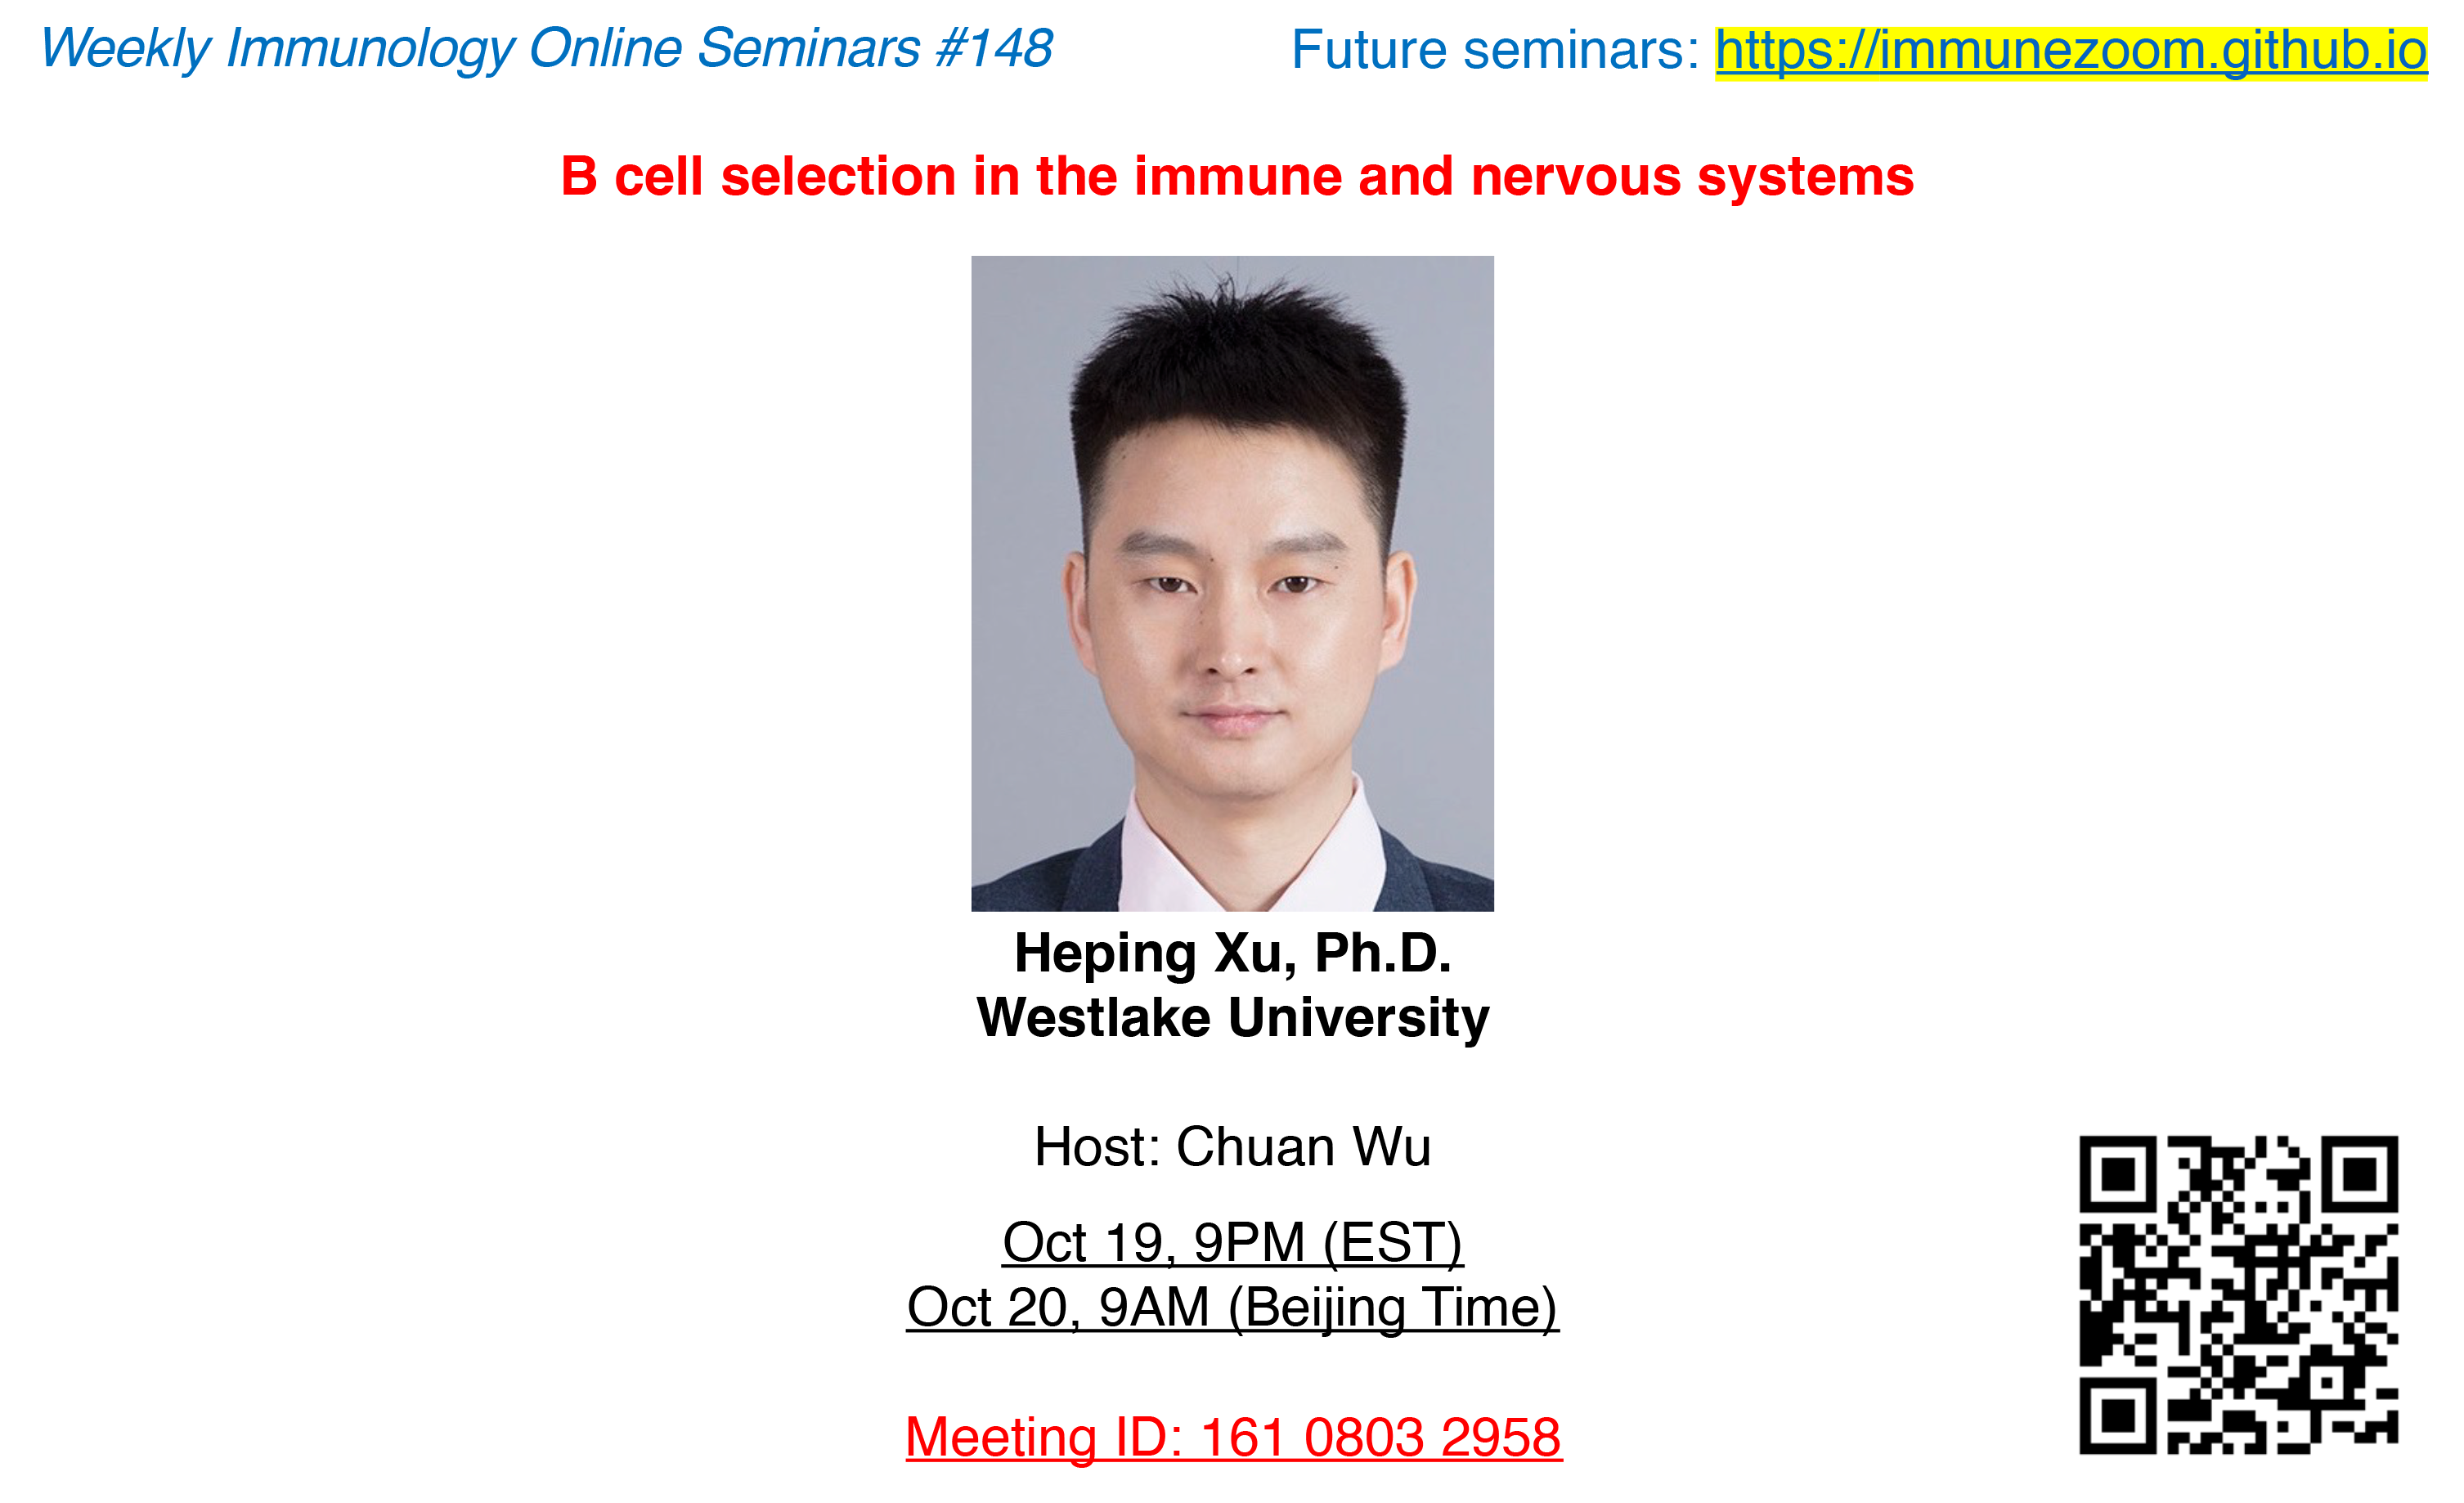 Weekly Immunology Online Seminars #148
Future seminars: https://immunezoom.github.io
B cell selection in the immune and nervous systems
Heping Xu, Ph.D.
Westlake University
Host: Chuan Wu
Oct 19, 9PM (EST)
Oct 20, 9AM (Beijing Time)
Meeting ID: 161 0803 2958